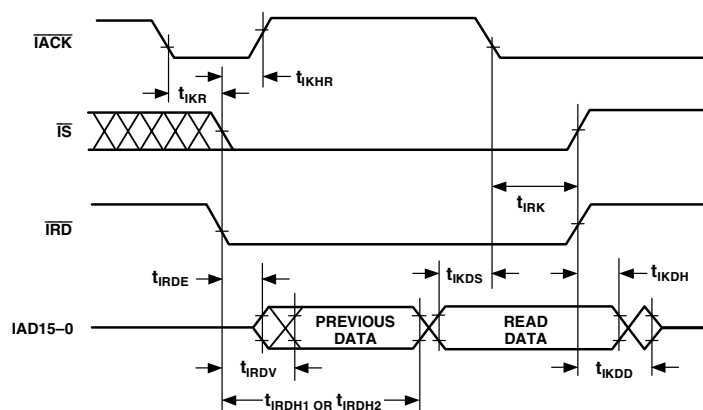 IACK
tIKHR
tIKR
IS
tIRK
IRD
tIRDE
tIKDS
tIKDH
IAD15–0
PREVIOUS
DATA
READ
DATA
tIRDV
tIKDD
tIRDH1 OR tIRDH2